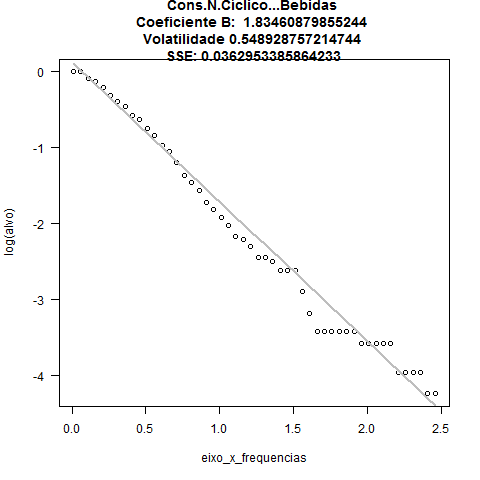 Cons.N.Ciclico...Bebidas
Coeficiente B:  1.83460879855244
Volatilidade 0.548928757214744
SSE: 0.0362953385864233
0
-1
-2
-3
-4
log(alvo)
0.0
0.5
1.0
1.5
2.0
2.5
eixo_x_frequencias